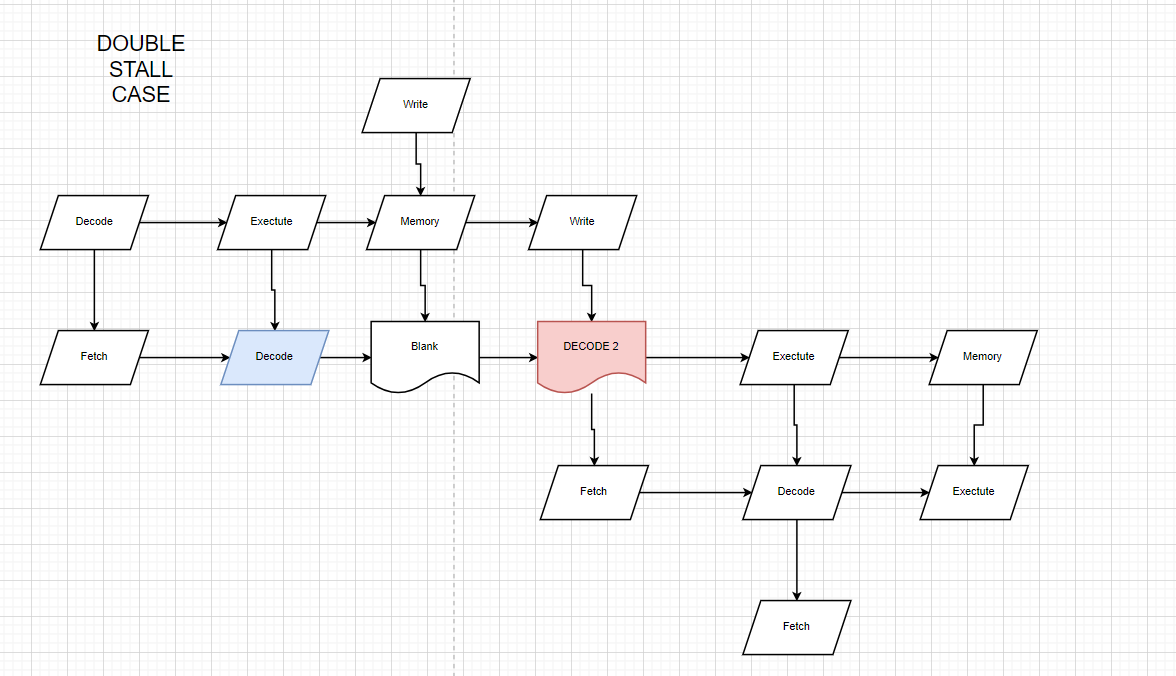 DOUBLE
STALL
CASE
Write
Decode
Exectute
Memory
Write
Fetch
Decode
Blank
DECODE 2
Exectute
Memory
Fetch
Decode
Exectute
Fetch